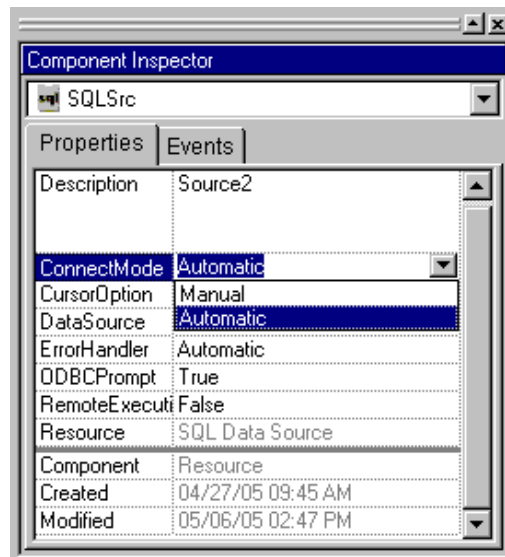 Component Inspector
sql SQLSrc
Properties Events
Description Source2
ConnectMode Automatic
CursorOption Manual
DataSource Automatic
ErrorHandler Automatic
ODBCPrompt True
RemoteExecuti False
Resource SQL Data Source
Component Resource
Created 04/27/05 09:45 AM
Modified 05/06/05 02:47 PM